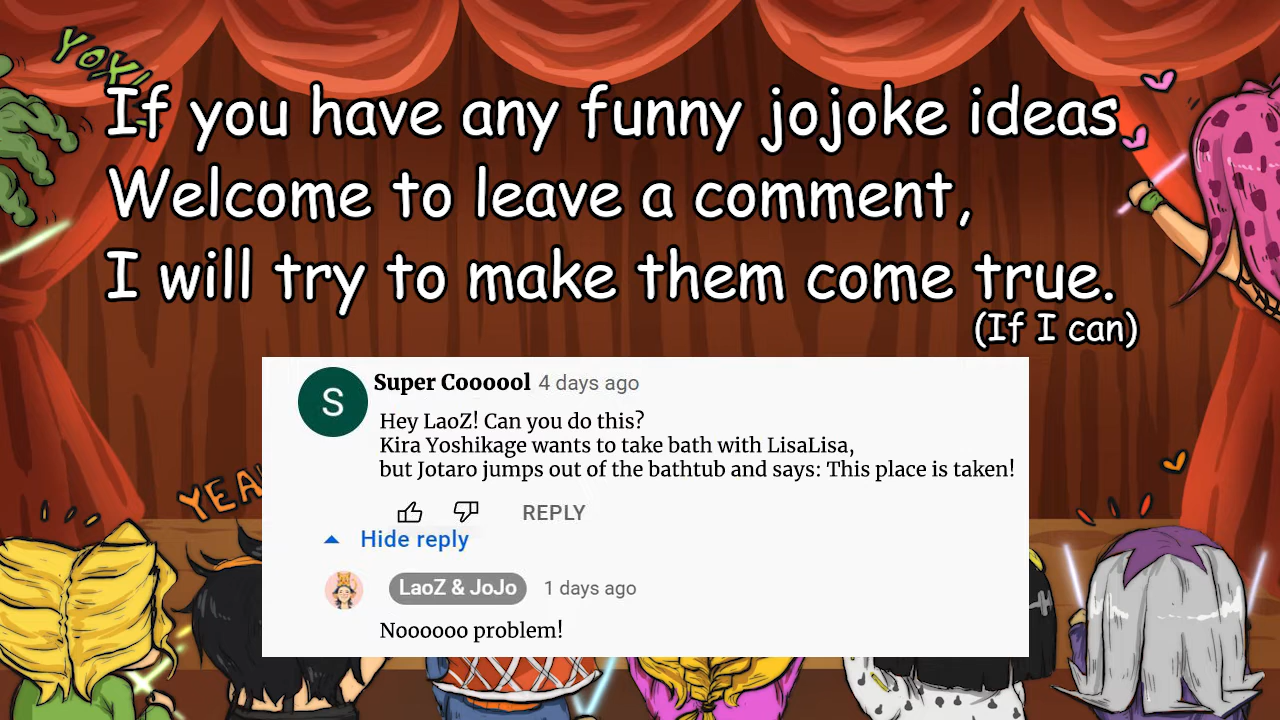 YOXI
If you have any funny jojoke ideas
Welcome to leave a comment,
I will try to make them come true.
(If I can)
S
Super Coooool 4 days ago
Hey LaoZ! Can you do this?
Kira Yoshikage wants to take bath with LisaLisa,
but Jotaro jumps out of the bathtub and says: This place is taken!
REPLY
Hide reply
YEA
LaoZ & JoJo 1 days ago
Noooooo problem!